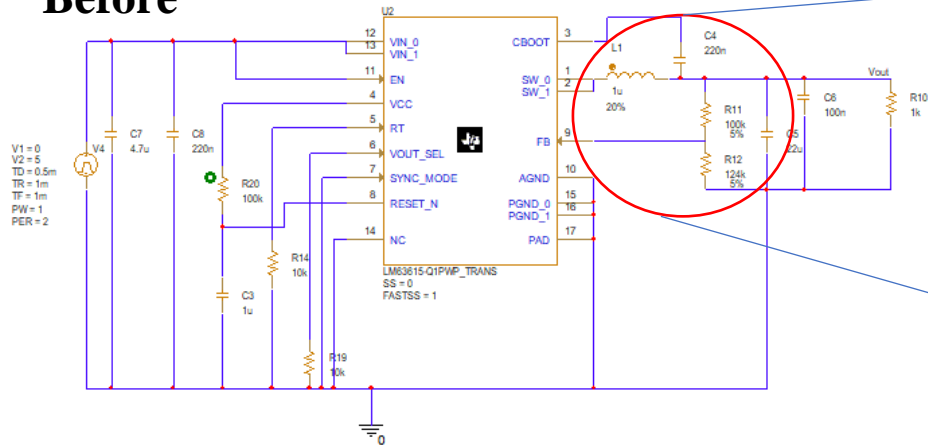 Before
U2
12 VIN_0 CBOOT 3
13 VIN_1
11 EN SW_0 1
SW_1 2
4 VCC
5 RT FB 9
6 VOUT_SEL
7 SYNC_MODE AGND 10
8 RESET_N PGND_0 15
PGND_1 16
14 NC PAD 17
LM63615-Q1PWP_TRANS
SS = 0
FASTSS = 1
V4
V1 = 0
V2 = 5
TD = 0.5m
TR = 1m
TF = 1m
PW = 1
PER = 2
C7
4.7u
C8
220n
R20
100k
C3
1u
R14
10k
R19
10k
L1
1u
20%
C4
220n
R11
100k
5%
R12
124k
5%
C5
22u
C6
100n
Vout
R10
1k
0